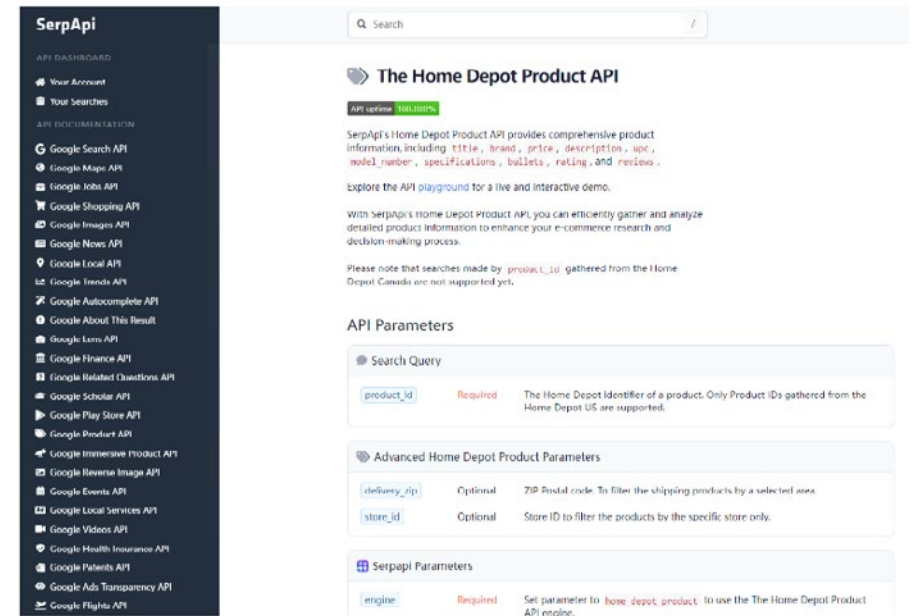 SerpApi
Search
/
API DASHBOARD
Your Account
Your Searches
API DOCUMENTATION
Google Search API
Google Maps API
Google Jobs API
Google Shopping API
Google Images API
Google News API
Google Local API
Google Trends API
Google Autocomplete API
Google About This Result
Google Lens API
Google Finance API
Google Related Questions API
Google Scholar API
Google Play Store API
Google Product API
Google Immersive Product API
Google Reverse Image API
Google Events API
Google Local Services API
Google Videos API
Google Health Insurance API
Google Patents API
Google Ads Transparency API
Google Flights API
The Home Depot Product API
API uptime 100.000%
SerpApi's Home Depot Product API provides comprehensive product
information, including title, brand, price, description, upc,
model_number, specifications, bullets, rating, and reviews.
Explore the API playground for a live and interactive demo.
With SerpApi's Home Depot Product API, you can efficiently gather and analyze
detailed product information to enhance your e-commerce research and
decision-making process.
Please note that searches made by product_id gathered from the Home
Depot Canada are not supported yet.
API Parameters
Search Query
product_id Required The Home Depot identifier of a product. Only Product IDs gathered from the
Home Depot US are supported.
Advanced Home Depot Product Parameters
delivery_zip Optional ZIP Postal code. To filter the shipping products by a selected area.
store_id Optional Store ID to filter the products by the specific store only.
Serpapi Parameters
engine Required Set parameter to home_depot_product to use the The Home Depot Product
API engine.